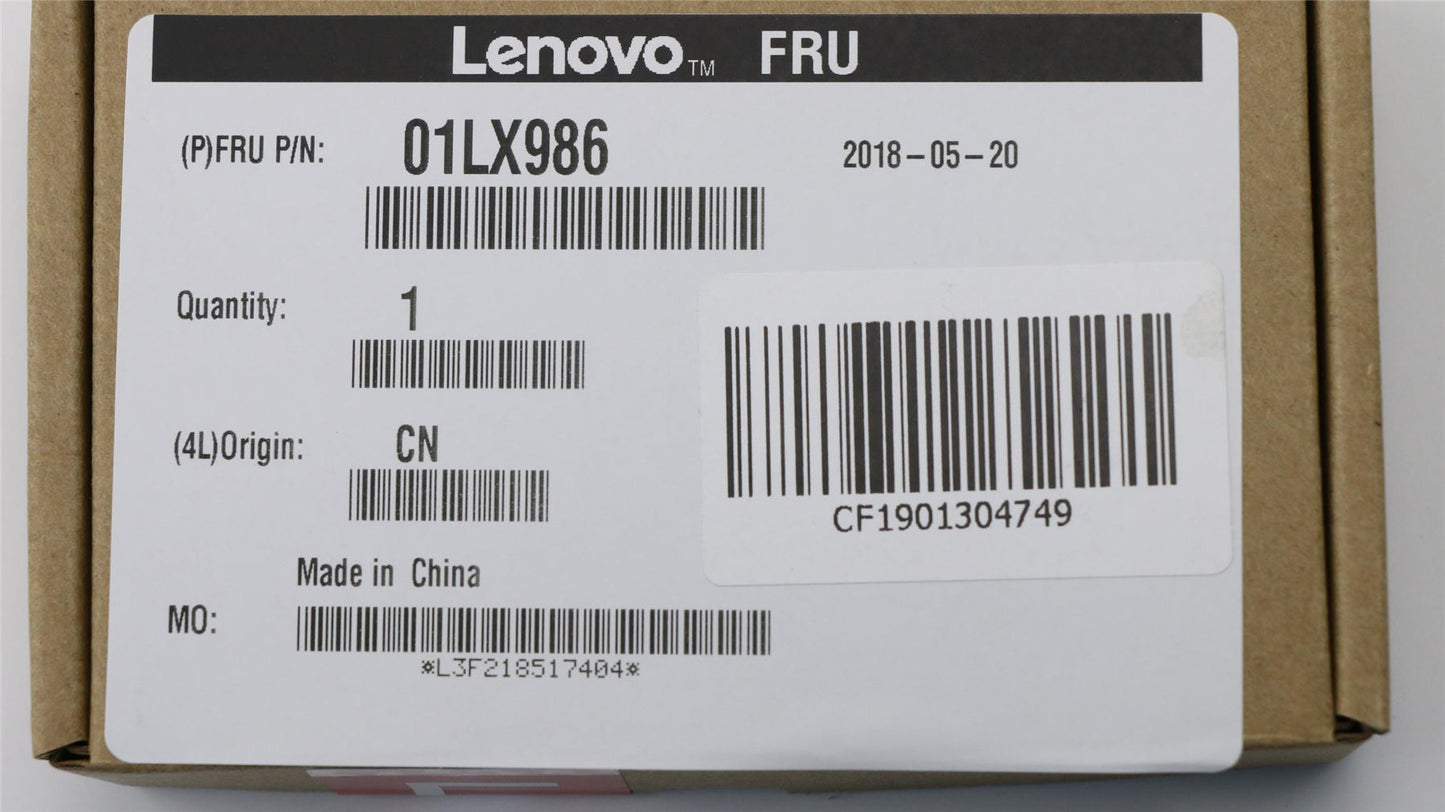 Lenovo™ FRU
(P)FRU P/N: 01LX986 2018-05-20
Quantity: 1
(4L)Origin: CN
CF1901304749
Made in China
MO:
*L3F218517404*